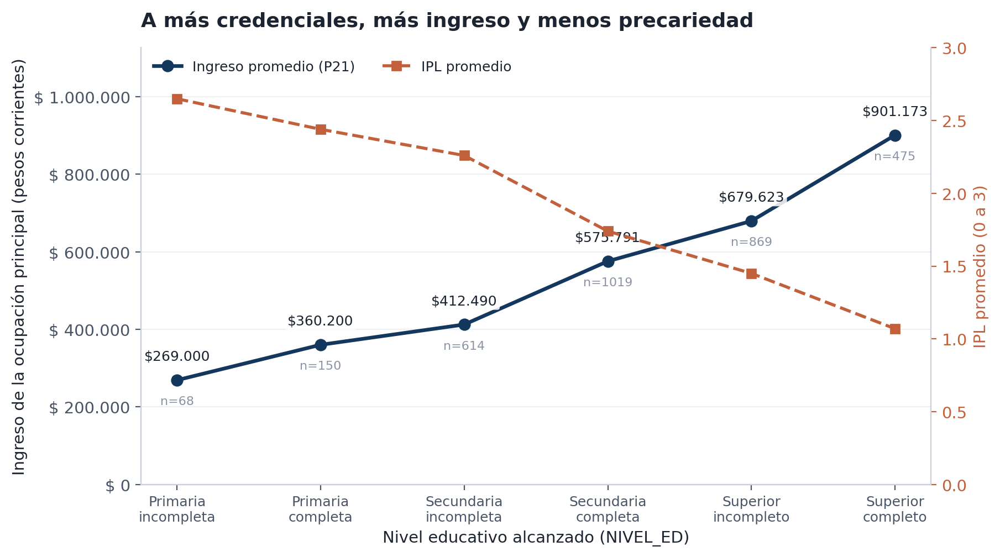 A más credenciales, más ingreso y menos precariedad
Ingreso promedio (P21)
IPL promedio
Ingreso de la ocupación principal (pesos corrientes)
$ 1.000.000
$ 800.000
$ 600.000
$ 400.000
$ 200.000
$ 0
$269.000
n=68
$360.200
n=150
$412.490
n=614
$575.791
n=1019
$679.623
n=869
$901.173
n=475
3.0
2.5
2.0
1.5
1.0
0.5
0.0
IPL promedio (0 a 3)
Primaria
incompleta
Primaria
completa
Secundaria
incompleta
Secundaria
completa
Superior
incompleto
Superior
completo
Nivel educativo alcanzado (NIVEL_ED)